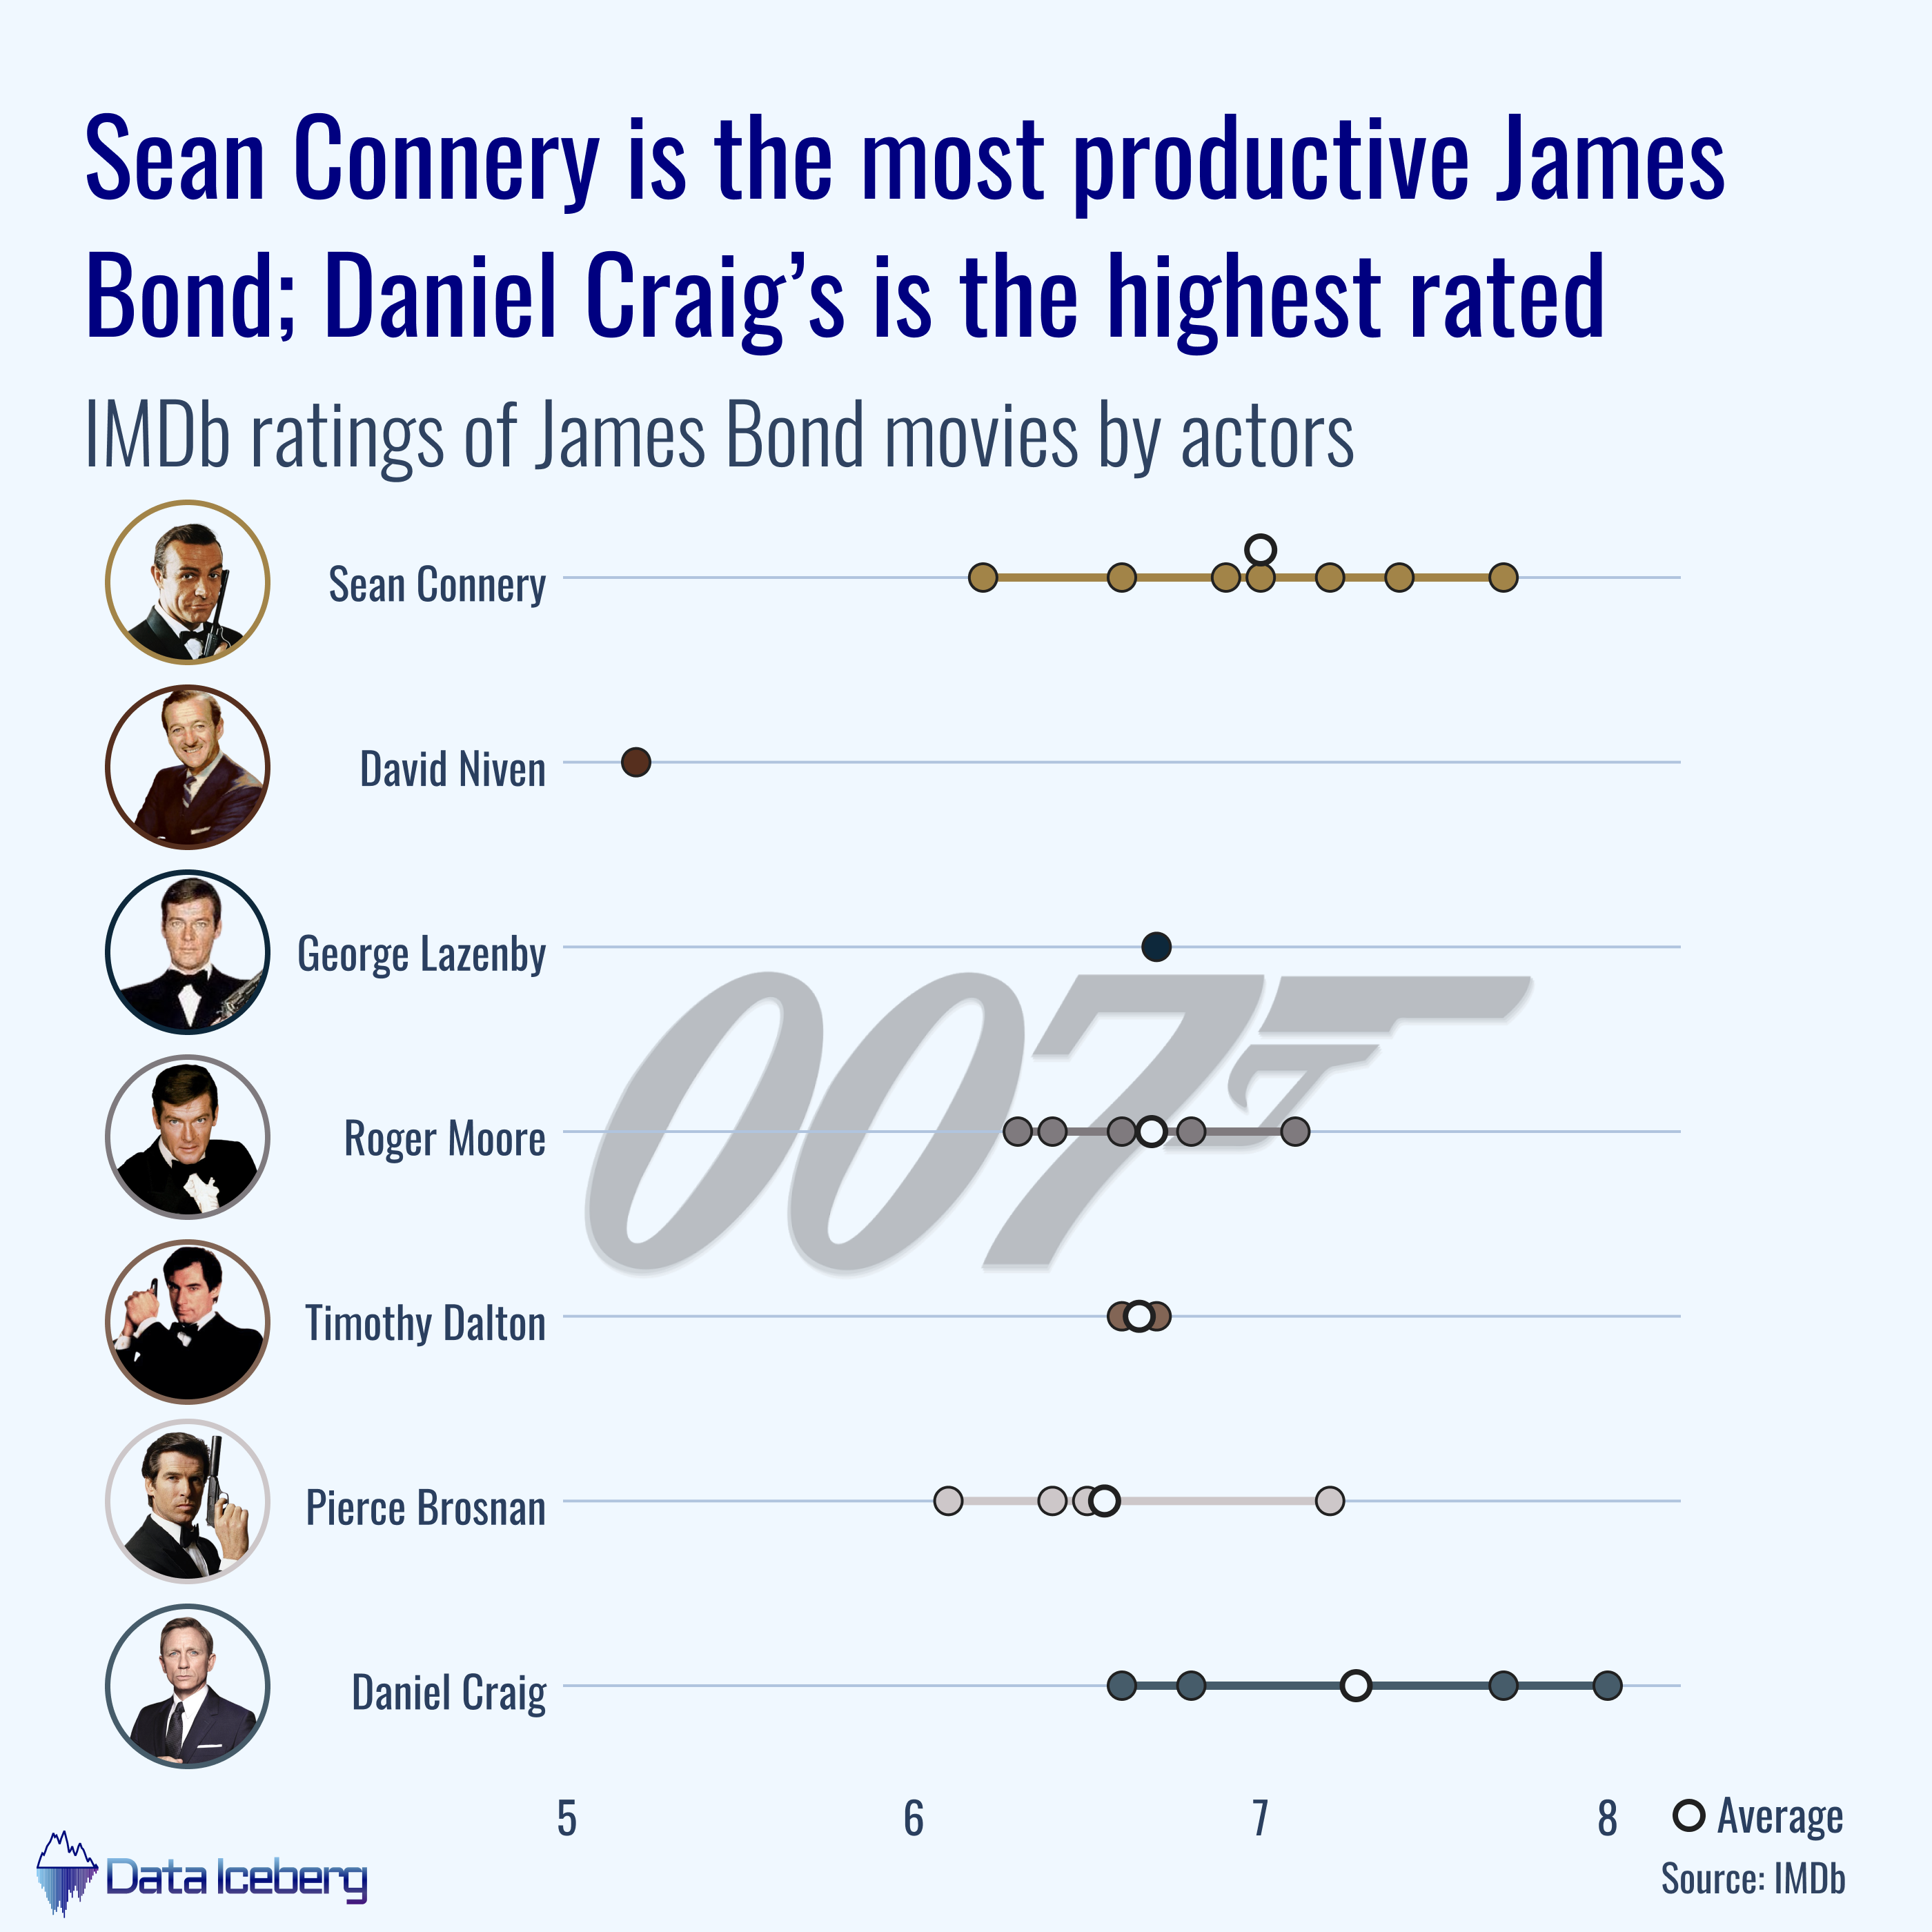 Sean Connery is the most productive James
Bond; Daniel Craig’s is the highest rated
IMDb ratings of James Bond movies by actors
Sean Connery
David Niven
George Lazenby
007
Roger Moore
Timothy Dalton
Pierce Brosnan
Daniel Craig
5 6 7 8
Average
Data Iceberg
Source: IMDb